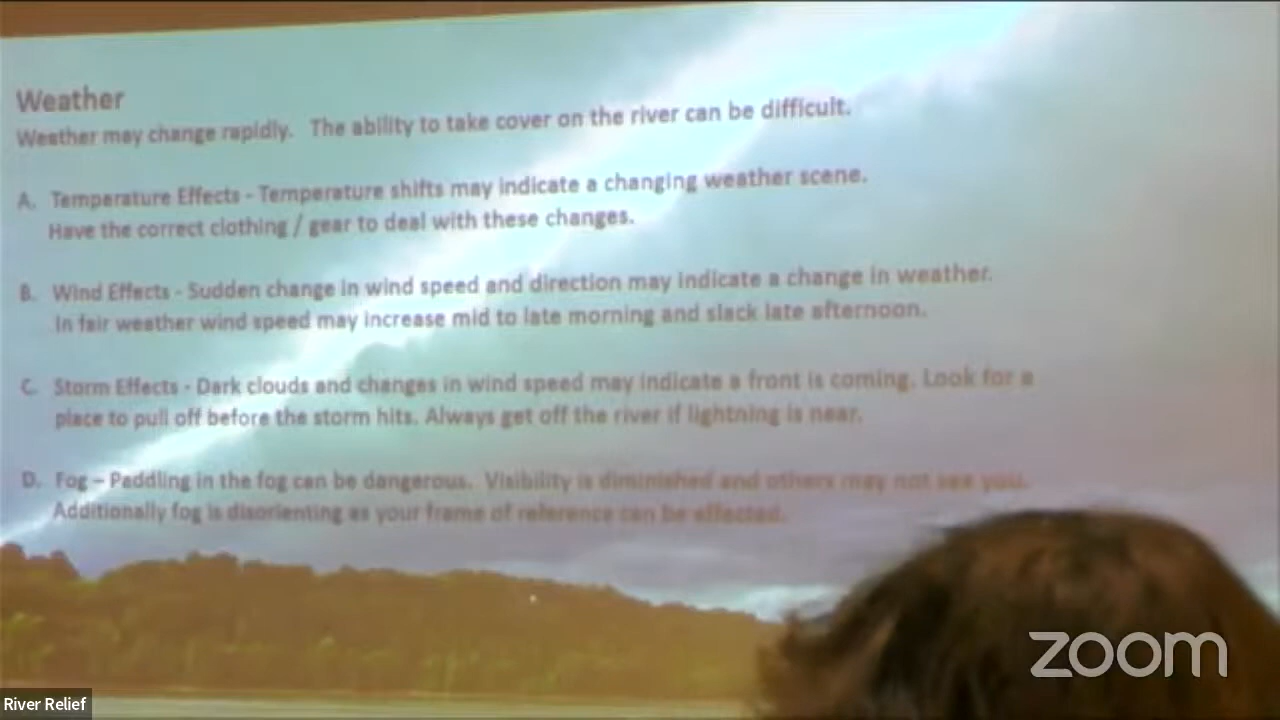 Weather
Weather may change rapidly. The ability to take cover on the river can be difficult.
A. Temperature Effects - Temperature shifts may indicate a changing weather scene.
Have the correct clothing / gear to deal with these changes.
B. Wind Effects - Sudden change in wind speed and direction may indicate a change in weather.
In fair weather wind speed may increase mid to late morning and slack late afternoon.
C. Storm Effects - Dark clouds and changes in wind speed may indicate a front is coming. Look for a
place to pull off before the storm hits. Always get off the river if lightning is near.
D. Fog – Paddling in the fog can be dangerous. Visibility is diminished and others may not see you.
Additionally fog is disorienting as your frame of reference can be effected.
zoom
River Relief